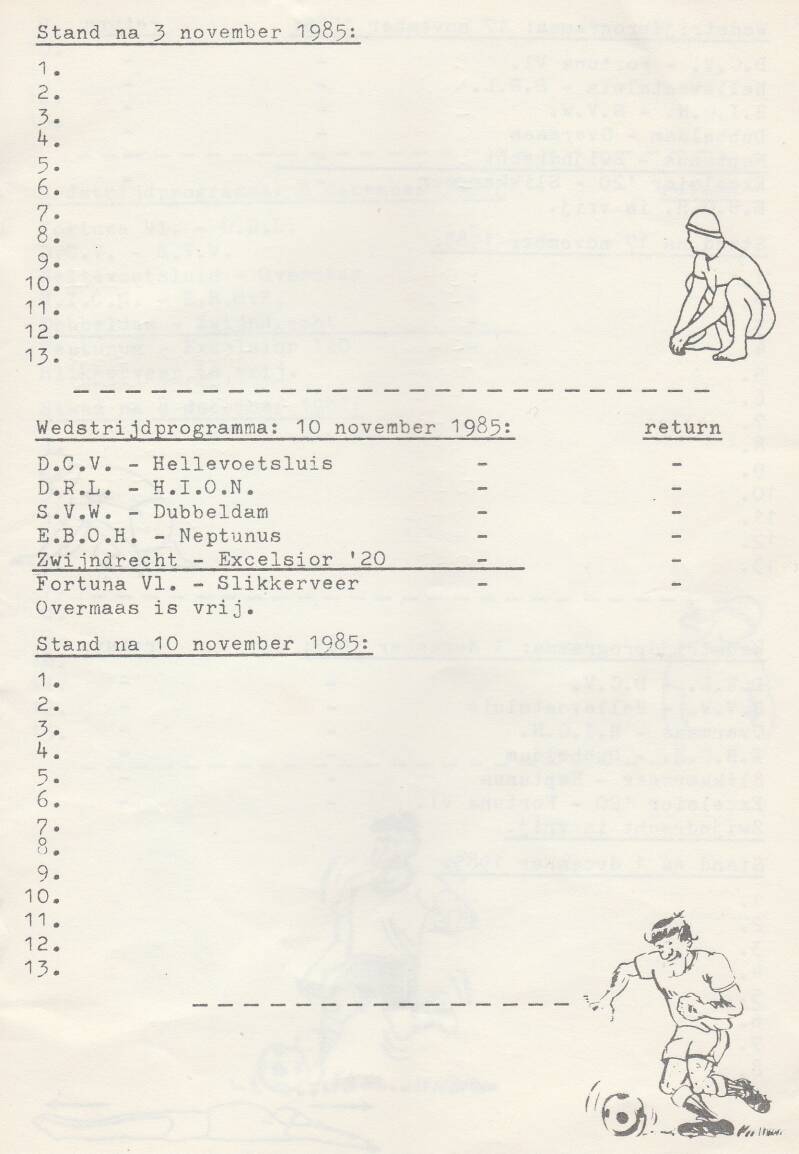 Stand na 3 november 1985:
1.
2.
3.
4.
5.
6.
7.
8.
9.
10.
11.
12.
13.
Wedstrijdprogramma: 10 november 1985: return
D.C.V. - Hellevoetsluis - -
D.R.L. - H.I.O.N. - -
S.V.W. - Dubbeldam - -
E.B.O.H. - Neptunus - -
Zwijndrecht - Excelsior '20 - -
Fortuna Vl. - Slikkerveer - -
Overmaas is vrij.
Stand na 10 november 1985:
1.
2.
3.
4.
5.
6.
7.
8.
9.
10.
11.
12.
13.